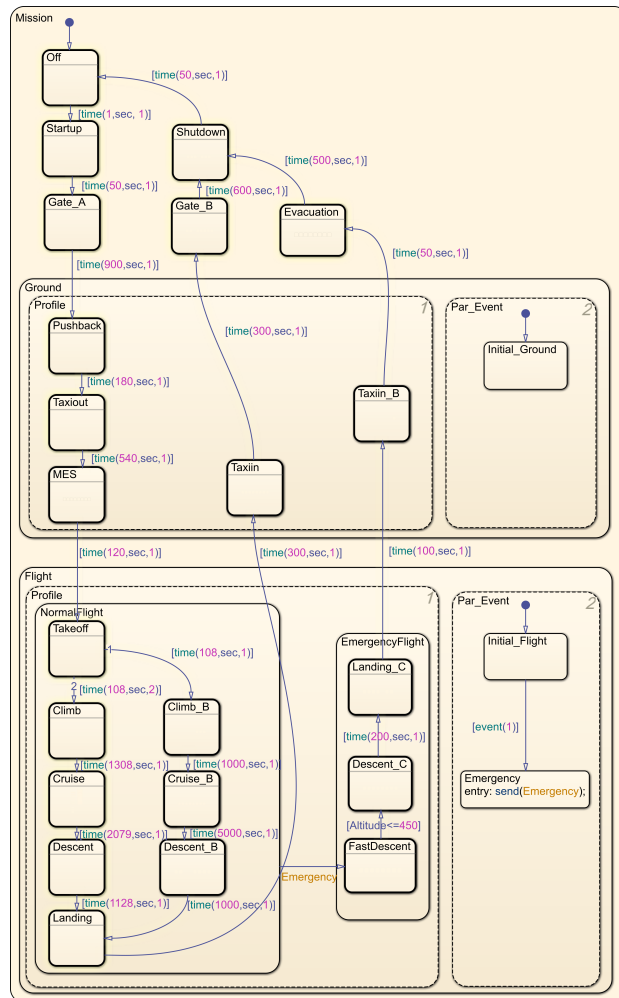 Mission
Off
[time(50,sec,1)]
[time(1,sec, 1)]
Startup
Shutdown
[time(500,sec,1)]
[time(50,sec,1)]
[time(600,sec,1)]
Gate_A
Gate_B
Evacuation
[time(900,sec,1)]
[time(50,sec,1)]
Ground
Profile
1
Par_Event
2
Pushback
[time(300,sec,1)]
Initial_Ground
[time(180,sec,1)]
Taxiout
Taxiin_B
[time(540,sec,1)]
MES
Taxiin
[time(120,sec,1)]
[time(300,sec,1)]
[time(100,sec,1)]
Flight
Profile
1
Par_Event
2
NormalFlight
Takeoff
1
[time(108,sec,1)]
EmergencyFlight
Initial_Flight
Landing_C
2
[time(108,sec,2)]
Climb
Climb_B
[time(200,sec,1)]
[event(1)]
[time(1308,sec,1)]
[time(1000,sec,1)]
Cruise
Cruise_B
Descent_C
Emergency
entry: send(Emergency);
[time(2079,sec,1)]
[time(5000,sec,1)]
[Altitude<=450]
Descent
Descent_B
FastDescent
Emergency
[time(1128,sec,1)]
[time(1000,sec,1)]
Landing